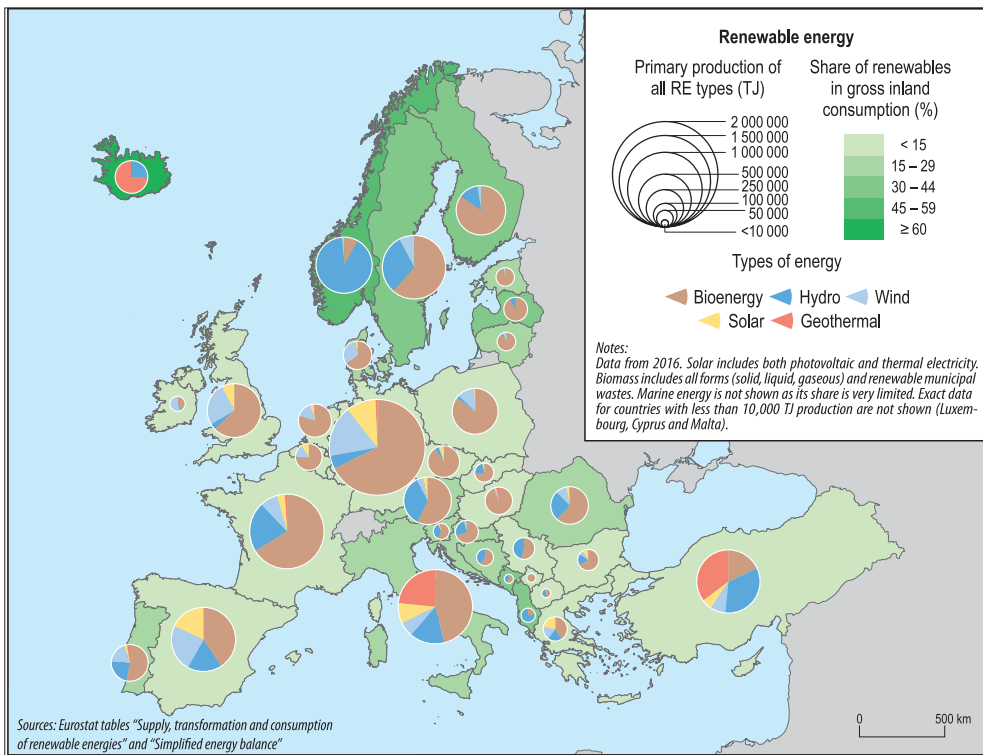 Renewable energy
Primary production of
all RE types (TJ)
2 000 000
1 500 000
1 000 000
500 000
250 000
100 000
50 000
<10 000
Share of renewables
in gross inland
consumption (%)
< 15
15 – 29
30 – 44
45 – 59
≥ 60
Types of energy
Bioenergy Hydro Wind
Solar Geothermal
Notes:
Data from 2016. Solar includes both photovoltaic and thermal electricity.
Biomass includes all forms (solid, liquid, gaseous) and renewable municipal
wastes. Marine energy is not shown as its share is very limited. Exact data
for countries with less than 10,000 TJ production are not shown (Luxem-
bourg, Cyprus and Malta).
Sources: Eurostat tables “Supply, transformation and consumption
of renewable energies” and “Simplified energy balance”
0 500 km